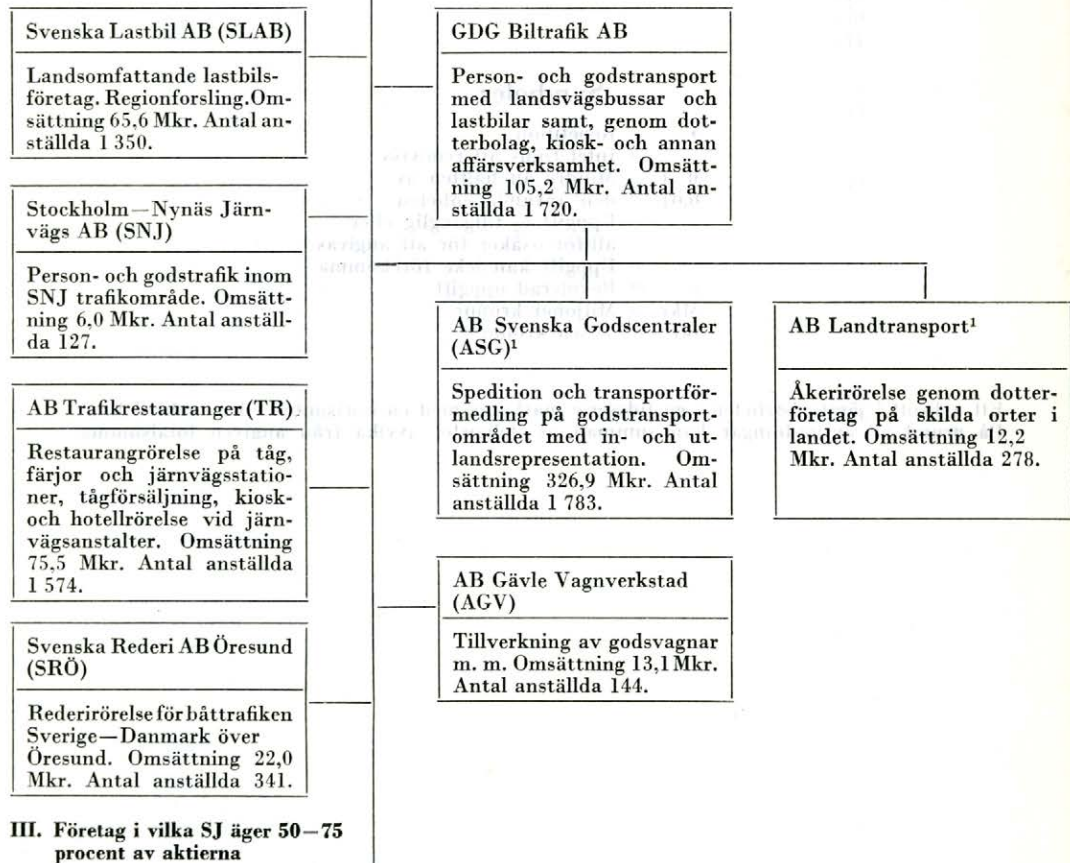 Svenska Lastbil AB (SLAB)
Landsomfattande lastbils-
företag. Regionforsling.Om-
sättning 65,6 Mkr. Antal an-
ställda 1 350.
Stockholm—Nynäs Järn-
vägs AB (SNJ)
Person- och godstrafik inom
SNJ trafikområde. Omsätt-
ning 6,0 Mkr. Antal anställ-
da 127.
AB Trafikrestauranger (TR)
Restaurangrörelse på tåg,
färjor och järnvägsstatio-
ner, tågförsäljning, kiosk-
och hotellrörelse vid järn-
vägsanstalter. Omsättning
75,5 Mkr. Antal anställda
1 574.
Svenska Rederi AB Öresund
(SRÖ)
Rederirörelse för båttrafiken
Sverige—Danmark över
Öresund. Omsättning 22,0
Mkr. Antal anställda 341.
III. Företag i vilka SJ äger 50—75
procent av aktierna
GDG Biltrafik AB
Person- och godstransport
med landsvägsbussar och
lastbilar samt, genom dot-
terbolag, kiosk- och annan
affärsverksamhet. Omsätt-
ning 105,2 Mkr. Antal an-
ställda 1 720.
AB Svenska Godscentraler
(ASG)¹
Spedition och transportför-
medling på godstransport-
området med in- och ut-
landsrepresentation. Om-
sättning 326,9 Mkr. Antal
anställda 1 783.
AB Landtransport¹
Åkerirörelse genom dotter-
företag på skilda orter i
landet. Omsättning 12,2
Mkr. Antal anställda 278.
AB Gävle Vagnverkstad
(AGV)
Tillverkning av godsvagnar
m. m. Omsättning 13,1 Mkr.
Antal anställda 144.